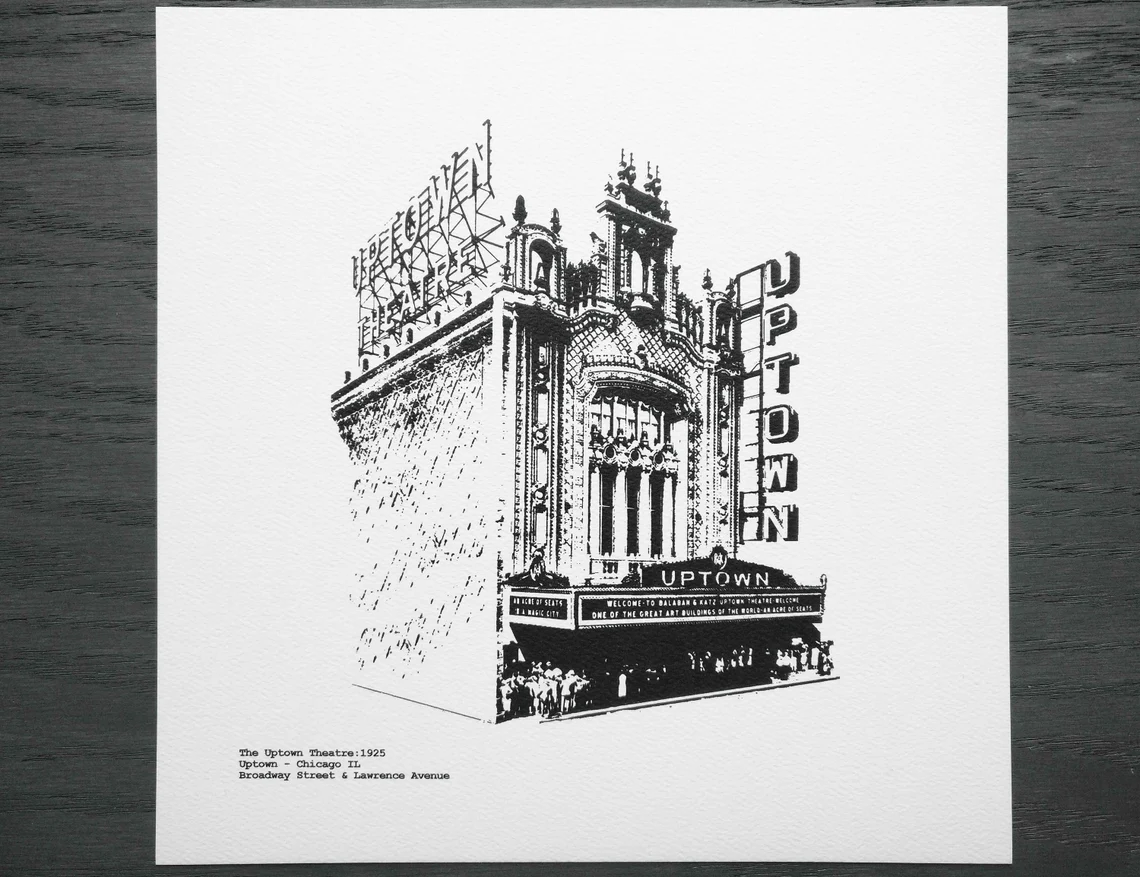 UPTOWN
THEATRE
UPTOWN
UPTOWN
AN ACRE OF SEATS
IN A MAGIC CITY.
WELCOME-TO BALABAN & KATZ UPTOWN THEATRE-WELCOME
ONE OF THE GREAT ART BUILDINGS OF THE WORLD-AN ACRE OF SEATS
The Uptown Theatre:1925
Uptown - Chicago IL
Broadway Street & Lawrence Avenue